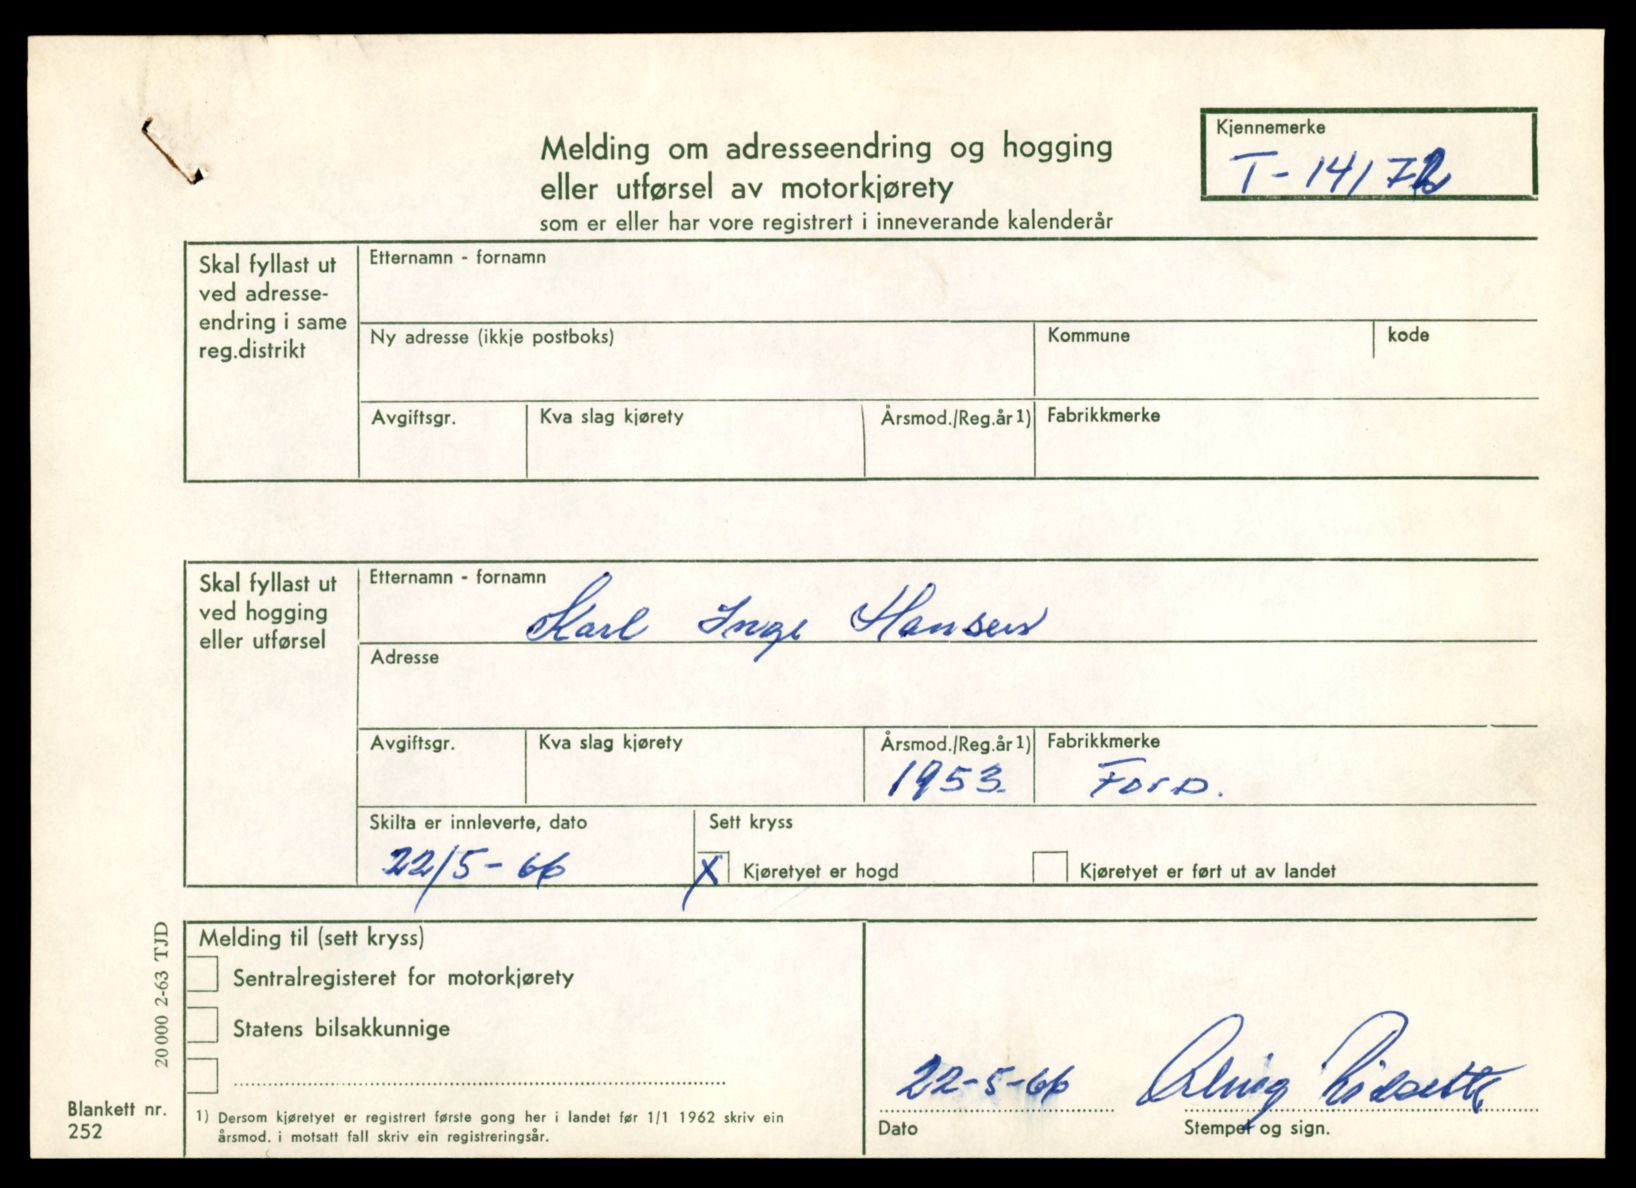 Melding om adresseendring og hogging
eller utførsel av motorkjørety
som er eller har vore registrert i inneverande kalenderår
Kjennemerke
T-14172
Skal fyllast ut
ved adresse-
endring i same
reg.distrikt
Etternamn - fornamn
Ny adresse (ikkje postboks)
Kommune
kode
Avgiftsgr.
Kva slag kjørety
Årsmod./Reg.år 1)
Fabrikkmerke
Skal fyllast ut
ved hogging
eller utførsel
Etternamn - fornamn
Karl Inge Hansen
Adresse
Avgiftsgr.
Kva slag kjørety
Årsmod./Reg.år 1)
1953.
Fabrikkmerke
Ford.
Skilta er innleverte, dato
22/5-66
Sett kryss
X Kjøretyet er hogd
Kjøretyet er ført ut av landet
Melding til (sett kryss)
Sentralregisteret for motorkjørety
Statens bilsakkunnige
1) Dersom kjøretyet er registrert første gong her i landet før 1/1 1962 skriv ein
årsmod. i motsatt fall skriv ein registreringsår.
22-5-66
Dato
Stempel og sign.
20000 2-63 TJD
Blankett nr.
252